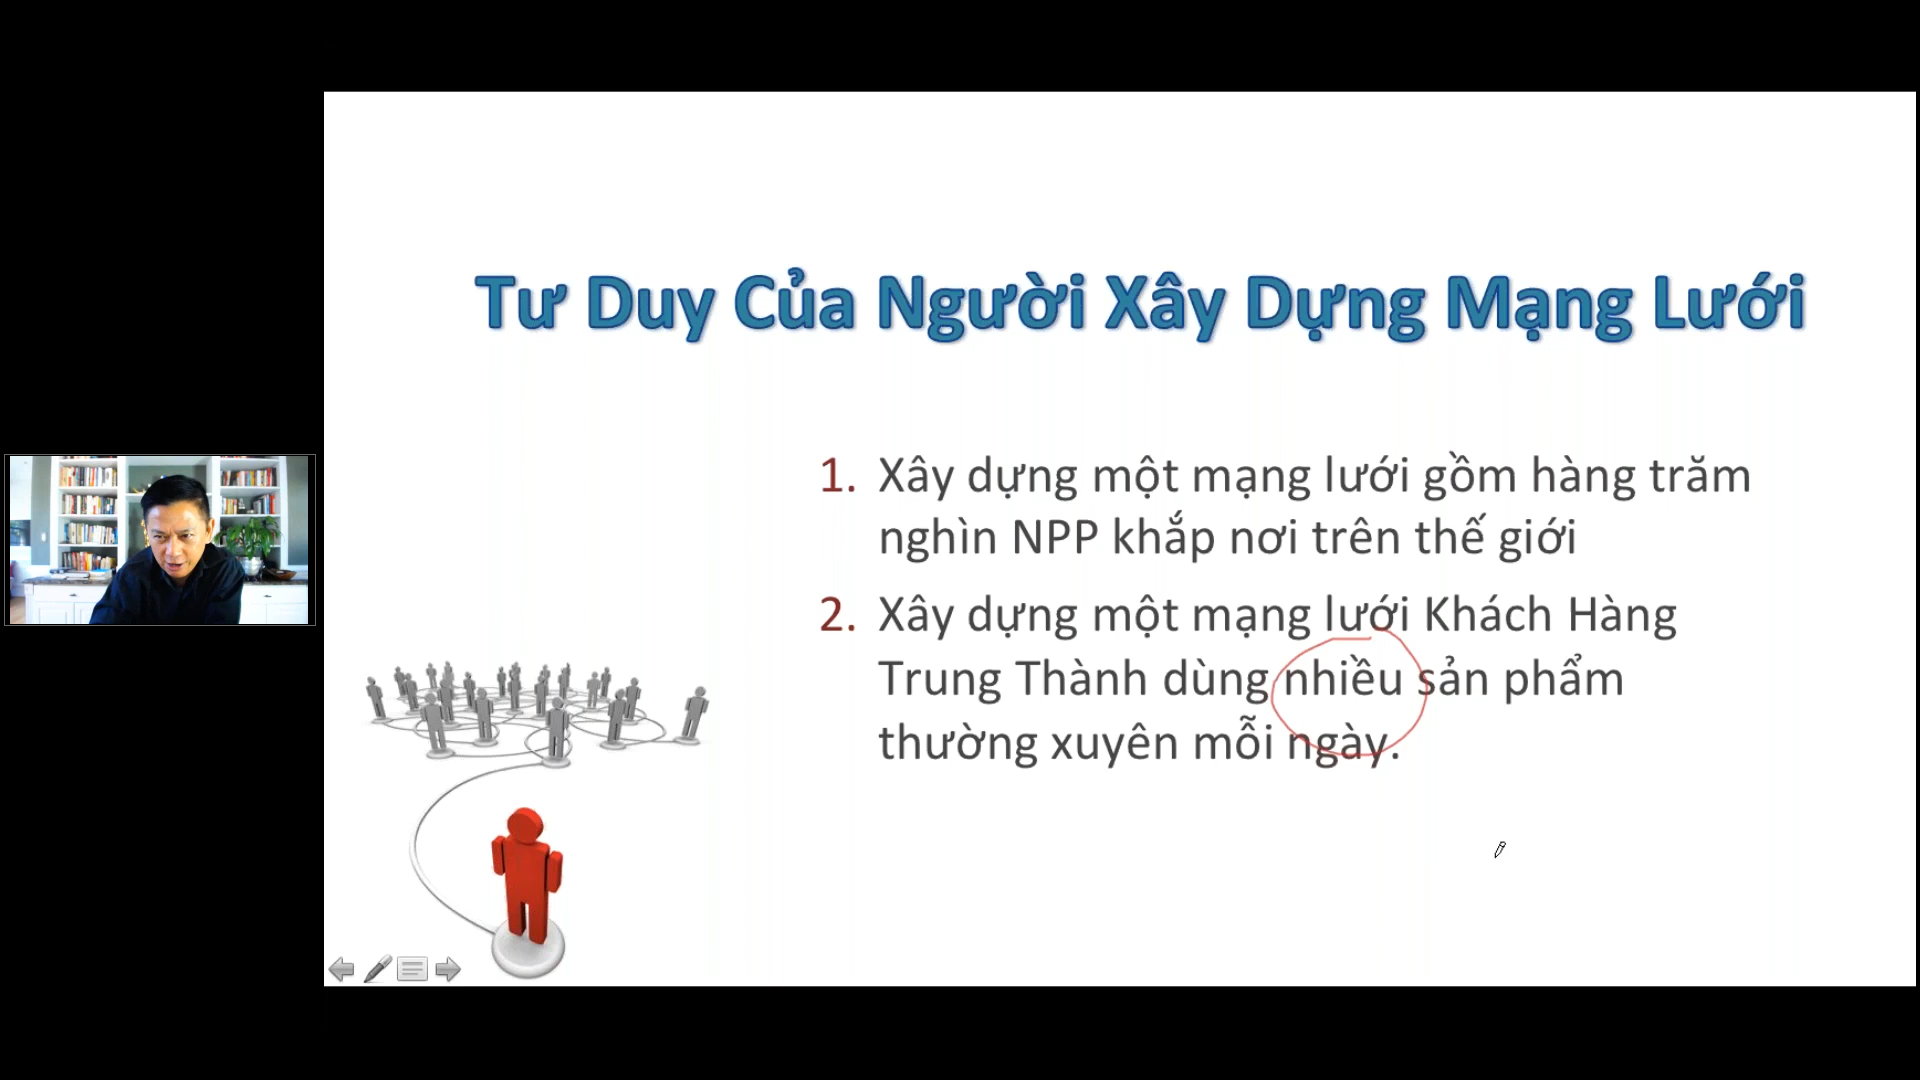 Tư Duy Của Người Xây Dựng Mạng Lưới
1. Xây dựng một mạng lưới gồm hàng trăm
nghìn NPP khắp nơi trên thế giới
2. Xây dựng một mạng lưới Khách Hàng
Trung Thành dùng nhiều sản phẩm
thường xuyên mỗi ngày.